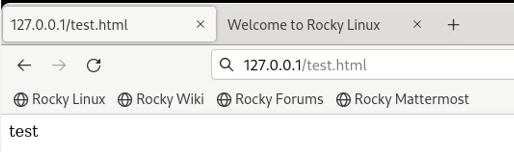 127.0.0.1/test.html Welcome to Rocky Linux
127.0.0.1/test.html
Rocky Linux Rocky Wiki Rocky Forums Rocky Mattermost
test